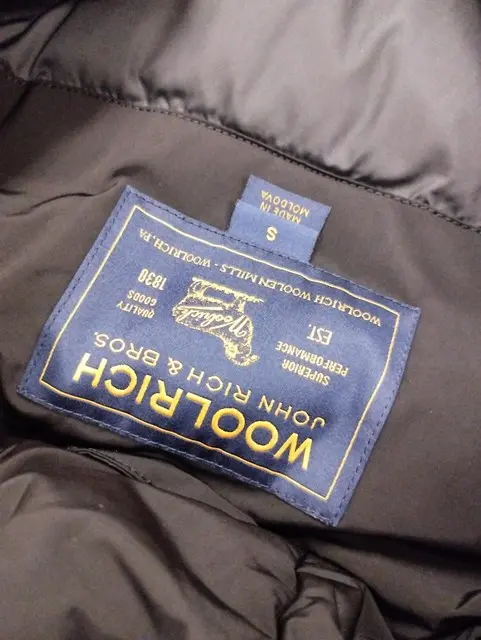 WOOLRICH
JOHN RICH & BROS.
SUPERIOR
PERFORMANCE
QUALITY
GOODS
EST.
1830
Woolrich
WOOLRICH WOOLEN MILLS - WOOLRICH, PA
S
MADE IN
MOLDOVA